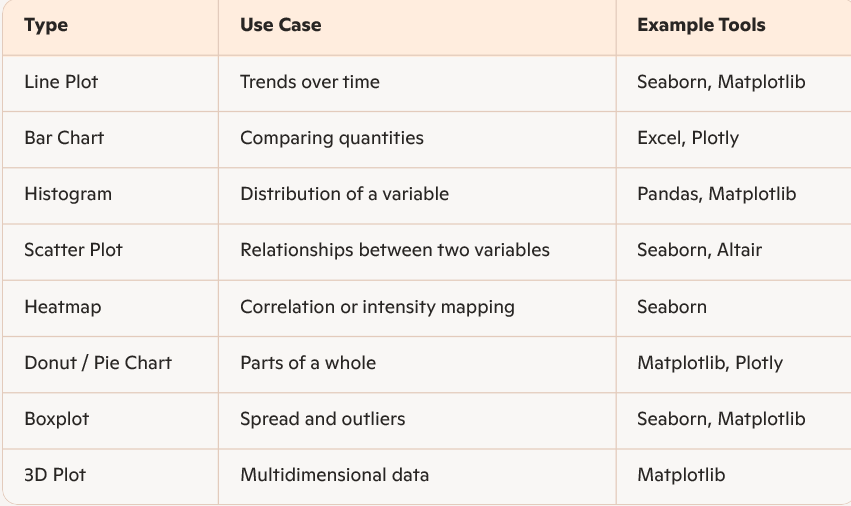 Type Use Case Example Tools
Line Plot Trends over time Seaborn, Matplotlib
Bar Chart Comparing quantities Excel, Plotly
Histogram Distribution of a variable Pandas, Matplotlib
Scatter Plot Relationships between two variables Seaborn, Altair
Heatmap Correlation or intensity mapping Seaborn
Donut / Pie Chart Parts of a whole Matplotlib, Plotly
Boxplot Spread and outliers Seaborn, Matplotlib
3D Plot Multidimensional data Matplotlib